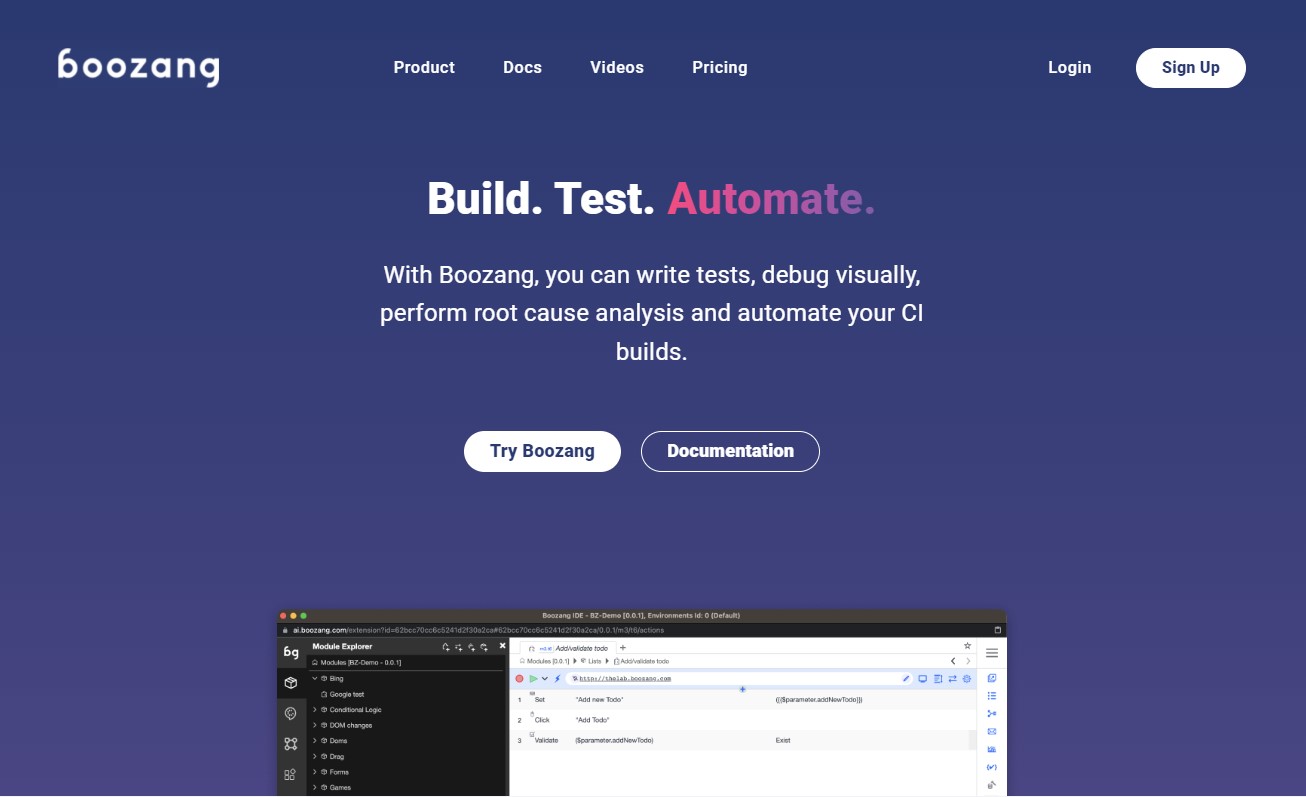 boozang
Product Docs Videos Pricing Login Sign Up
Build. Test. Automate.
With Boozang, you can write tests, debug visually,
perform root cause analysis and automate your CI
builds.
Try Boozang Documentation
Boozang IDE - BZ-Demo [0.0.1], Environments Id: 0 (Default)
ai.boozang.com/extension?id=62bcc70cc6c5241d2f30a2ca#62bcc70cc6c5241d2f30a2ca/0.0.1/m3/t6/actions
bg Module Explorer
Modules [BZ-Demo - 0.0.1]
Bing
Google test
Conditional Logic
DOM changes
Doms
Drag
Forms
Games
Add/validate todo +
Modules [0.0.1] Lists Add/validate todo
http://thelab.boozang.com
1 Set "Add new Todo" {{{$parameter.addNewTodo}}}
2 Click "Add Todo"
3 Validate {$parameter.addNewTodo} Exist